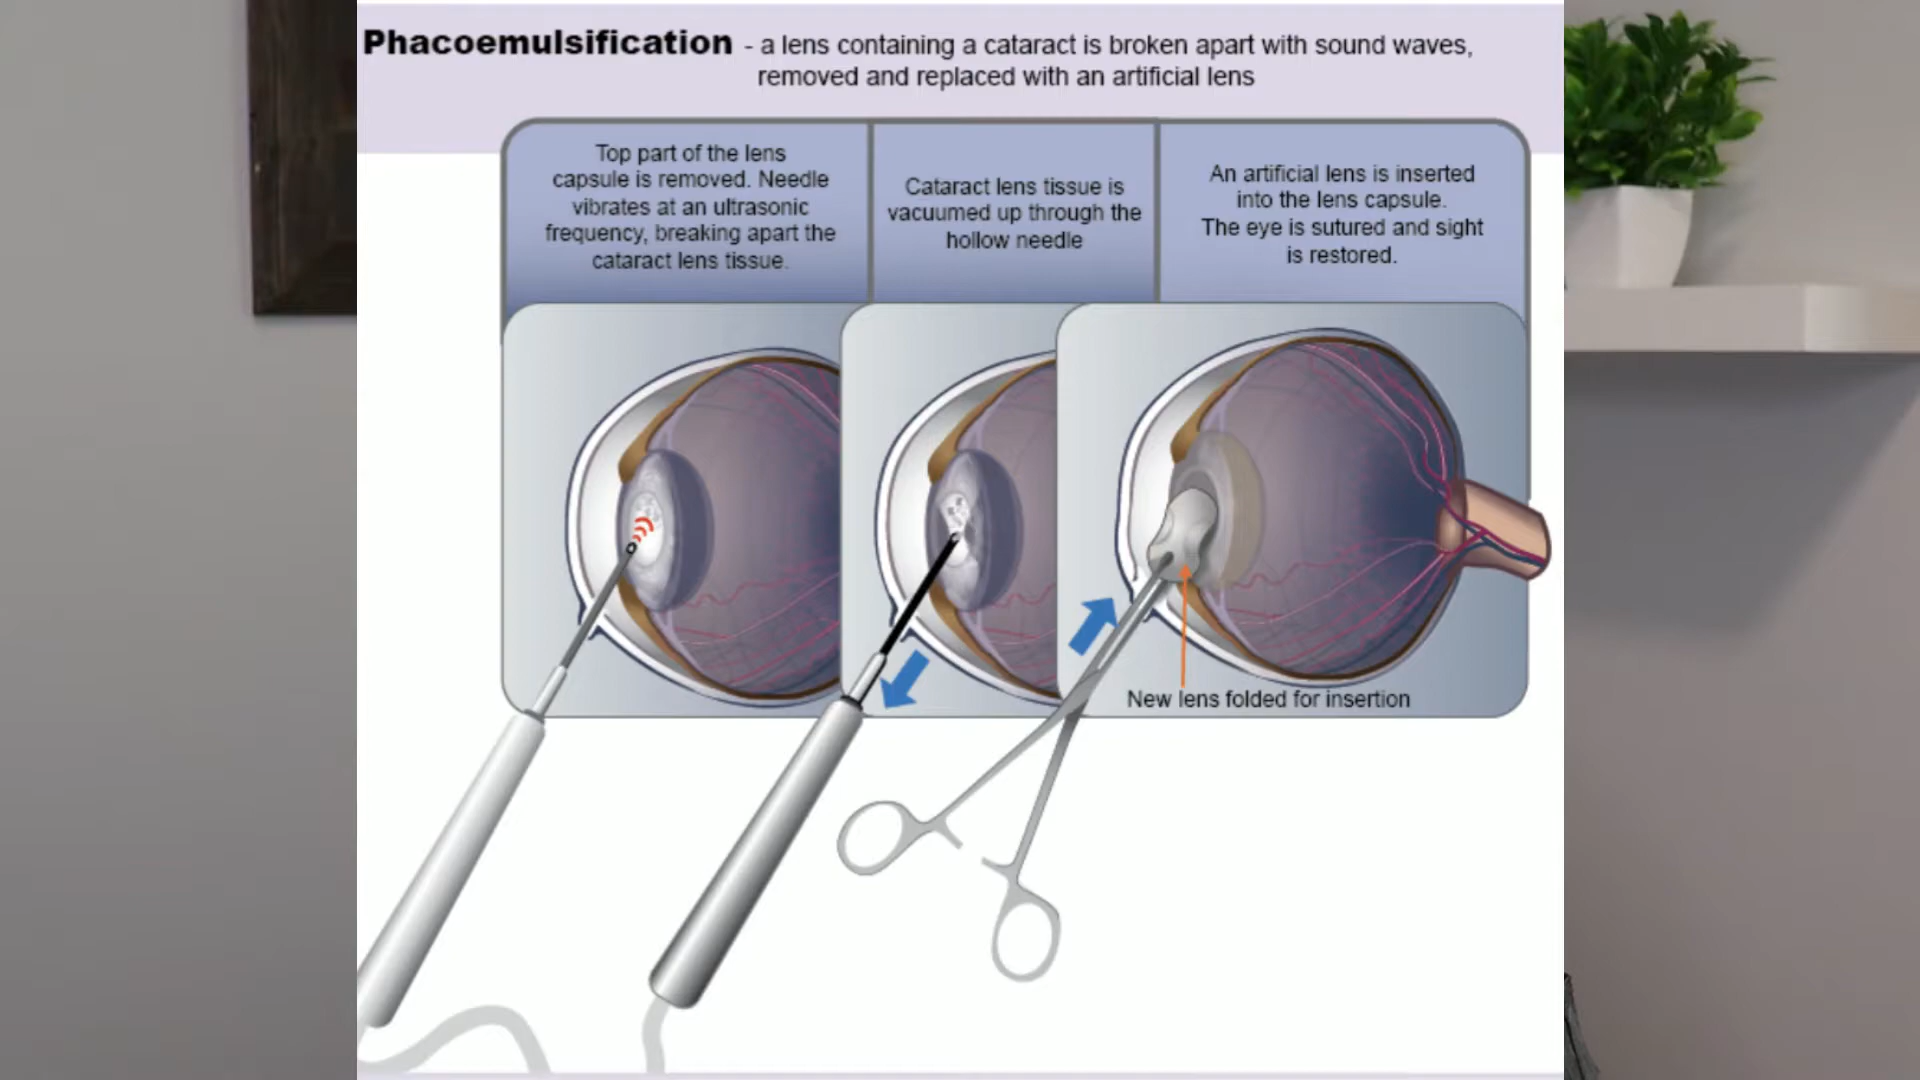 Phacoemulsification - a lens containing a cataract is broken apart with sound waves,
removed and replaced with an artificial lens
Top part of the lens
capsule is removed. Needle
vibrates at an ultrasonic
frequency, breaking apart the
cataract lens tissue.
Cataract lens tissue is
vacuumed up through the
hollow needle
An artificial lens is inserted
into the lens capsule.
The eye is sutured and sight
is restored.
New lens folded for insertion